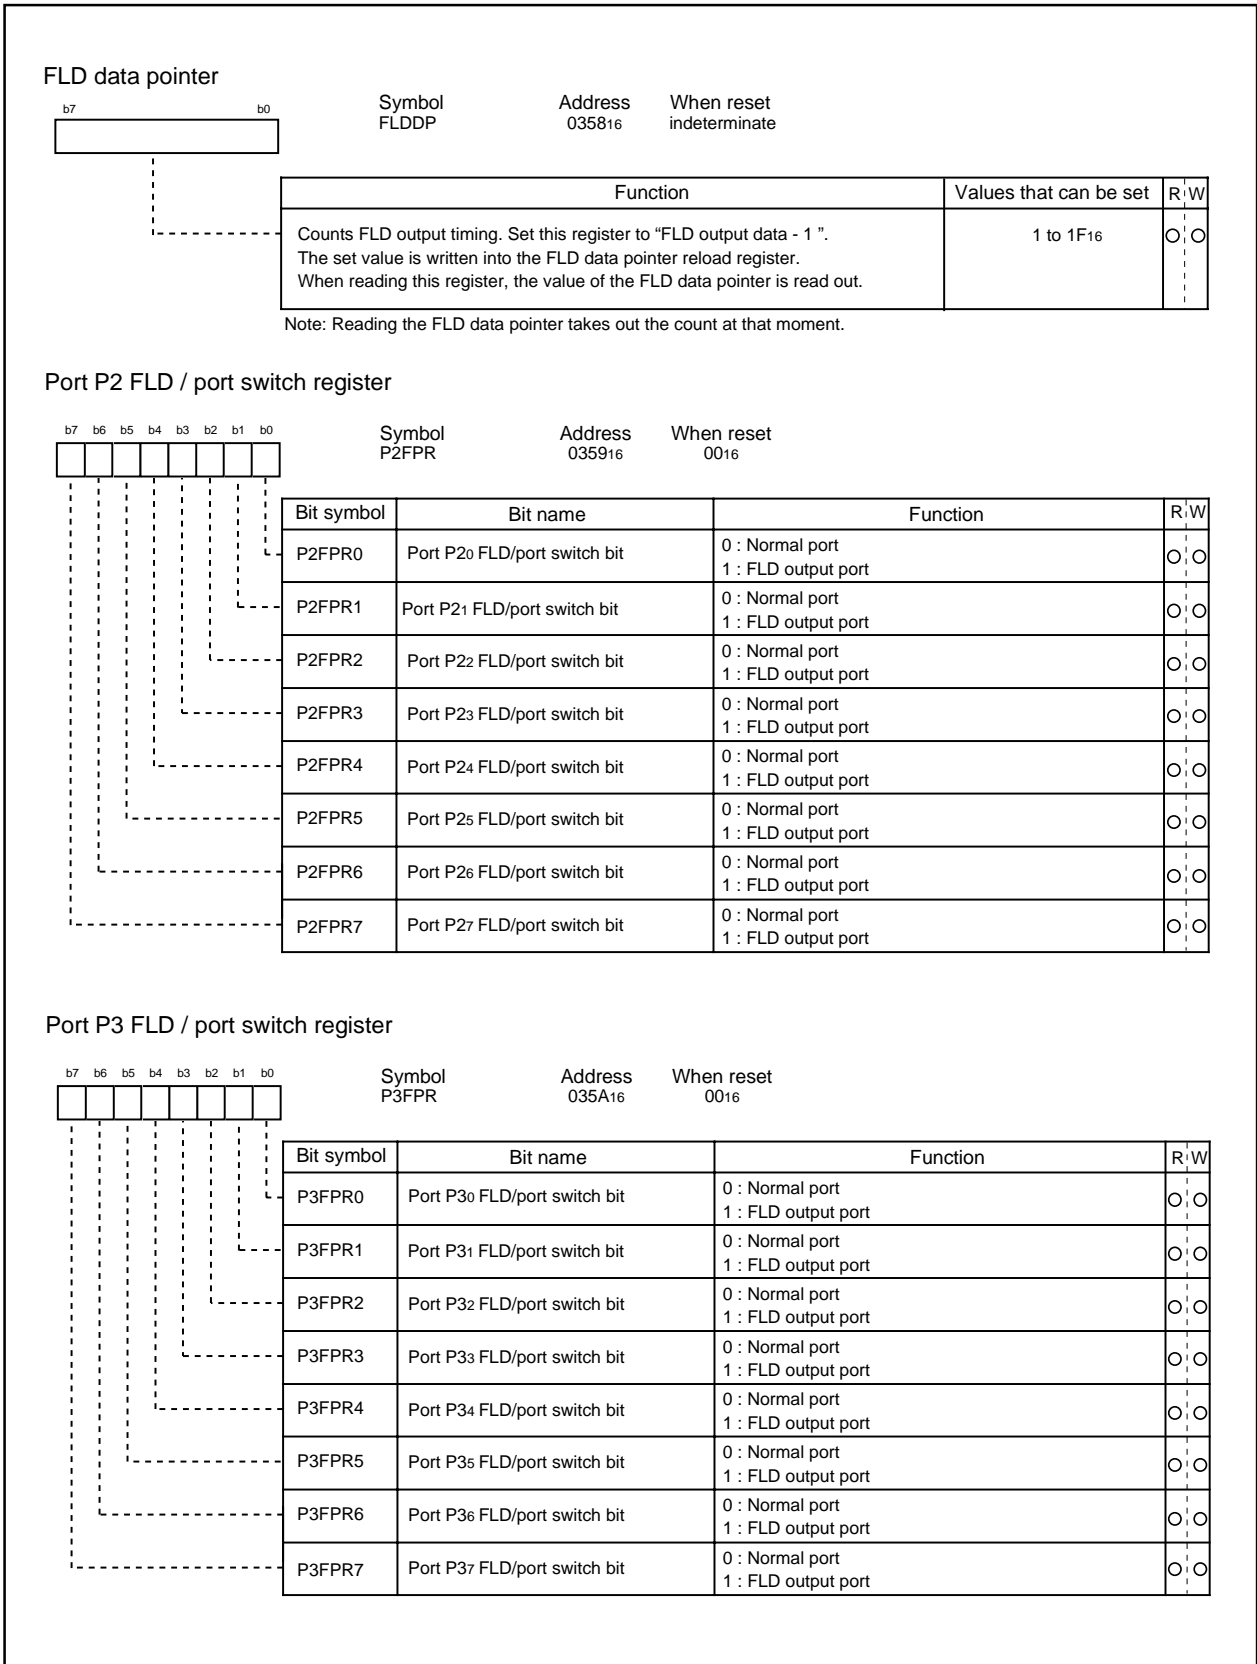 FLD data pointer
b7 b0
Symbol Address When reset
FLDDP 035816 indeterminate
Function Values that can be set R W
Counts FLD output timing. Set this register to “FLD output data - 1 ”. 1 to 1F16
The set value is written into the FLD data pointer reload register.
When reading this register, the value of the FLD data pointer is read out.
Note: Reading the FLD data pointer takes out the count at that moment.
Port P2 FLD / port switch register
b7 b6 b5 b4 b3 b2 b1 b0
Symbol Address When reset
P2FPR 035916 0016
Bit symbol Bit name Function R W
P2FPR0 Port P20 FLD/port switch bit 0 : Normal port
1 : FLD output port
P2FPR1 Port P21 FLD/port switch bit 0 : Normal port
1 : FLD output port
P2FPR2 Port P22 FLD/port switch bit 0 : Normal port
1 : FLD output port
P2FPR3 Port P23 FLD/port switch bit 0 : Normal port
1 : FLD output port
P2FPR4 Port P24 FLD/port switch bit 0 : Normal port
1 : FLD output port
P2FPR5 Port P25 FLD/port switch bit 0 : Normal port
1 : FLD output port
P2FPR6 Port P26 FLD/port switch bit 0 : Normal port
1 : FLD output port
P2FPR7 Port P27 FLD/port switch bit 0 : Normal port
1 : FLD output port
Port P3 FLD / port switch register
b7 b6 b5 b4 b3 b2 b1 b0
Symbol Address When reset
P3FPR 035A16 0016
Bit symbol Bit name Function R W
P3FPR0 Port P30 FLD/port switch bit 0 : Normal port
1 : FLD output port
P3FPR1 Port P31 FLD/port switch bit 0 : Normal port
1 : FLD output port
P3FPR2 Port P32 FLD/port switch bit 0 : Normal port
1 : FLD output port
P3FPR3 Port P33 FLD/port switch bit 0 : Normal port
1 : FLD output port
P3FPR4 Port P34 FLD/port switch bit 0 : Normal port
1 : FLD output port
P3FPR5 Port P35 FLD/port switch bit 0 : Normal port
1 : FLD output port
P3FPR6 Port P36 FLD/port switch bit 0 : Normal port
1 : FLD output port
P3FPR7 Port P37 FLD/port switch bit 0 : Normal port
1 : FLD output port